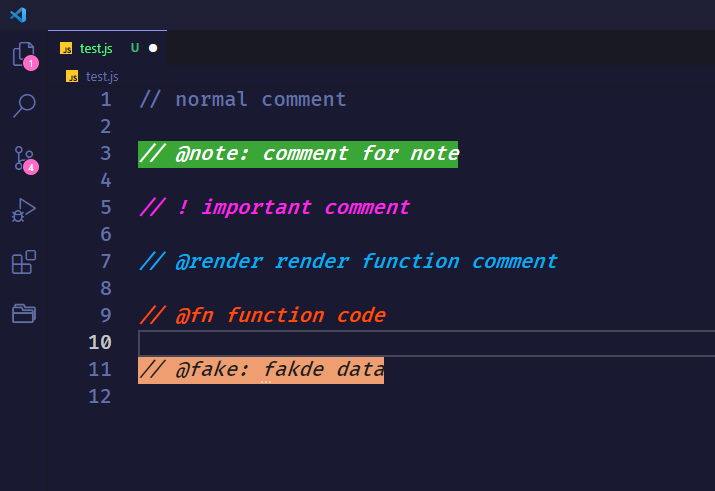 test.js U
1
JS test.js
1 // normal comment
2
3 // @note: comment for note
4
4
5 // ! important comment
6
7 // @render render function comment
8
9 // @fn function code
10
11 // @fake: fakde data
12